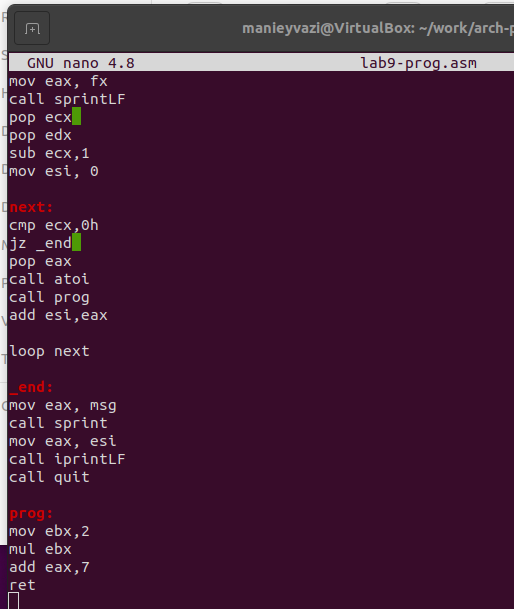 manieyvazi@VirtualBox: ~/work/arch-p
GNU nano 4.8 lab9-prog.asm
mov eax, fx
call sprintLF
pop ecx
pop edx
sub ecx,1
mov esi, 0
next:
cmp ecx,0h
jz _end
pop eax
call atoi
call prog
add esi,eax
loop next
_end:
mov eax, msg
call sprint
mov eax, esi
call iprintLF
call quit
prog:
mov ebx,2
mul ebx
add eax,7
ret